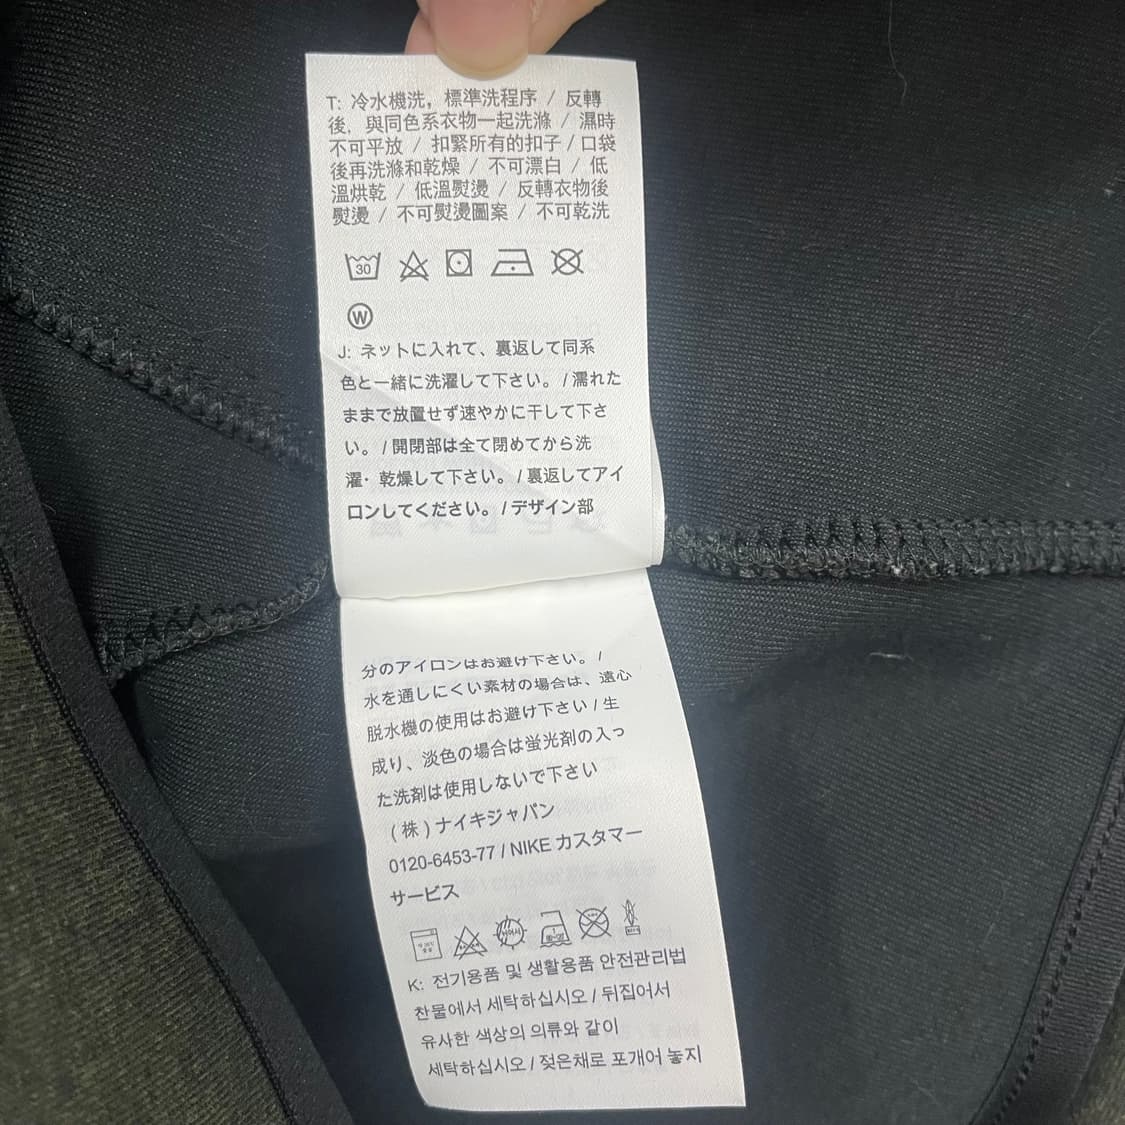 T: 冷水機洗，標準洗程序 / 反轉
後，與同色系衣物一起洗滌 / 濕時
不可平放 / 扣緊所有的扣子 / 口袋
後再洗滌和乾燥 / 不可漂白 / 低
溫烘乾 / 低溫熨燙 / 反轉衣物後
熨燙 / 不可熨燙圖案 / 不可乾洗
30
W
J: ネットに入れて、裏返して同系
色と一緒に洗濯して下さい。/ 濡れた
ままで放置せず速やかに干して下さ
い。/ 開閉部は全て閉めてから洗
濯・乾燥して下さい。/ 裏返してアイ
ロンしてください。/ デザイン部
分のアイロンはお避け下さい。/
水を通しにくい素材の場合は、遠心
脱水機の使用はお避け下さい / 生
成り、淡色の場合は蛍光剤の入っ
た洗剤は使用しないで下さい
(株)ナイキジャパン
0120-6453-77 / NIKE カスタマー
サービス
K: 전기용품 및 생활용품 안전관리법
찬물에서 세탁하십시오 / 뒤집어서
유사한 색상의 의류와 같이
세탁하십시오 / 젖은채로 포개어 놓지